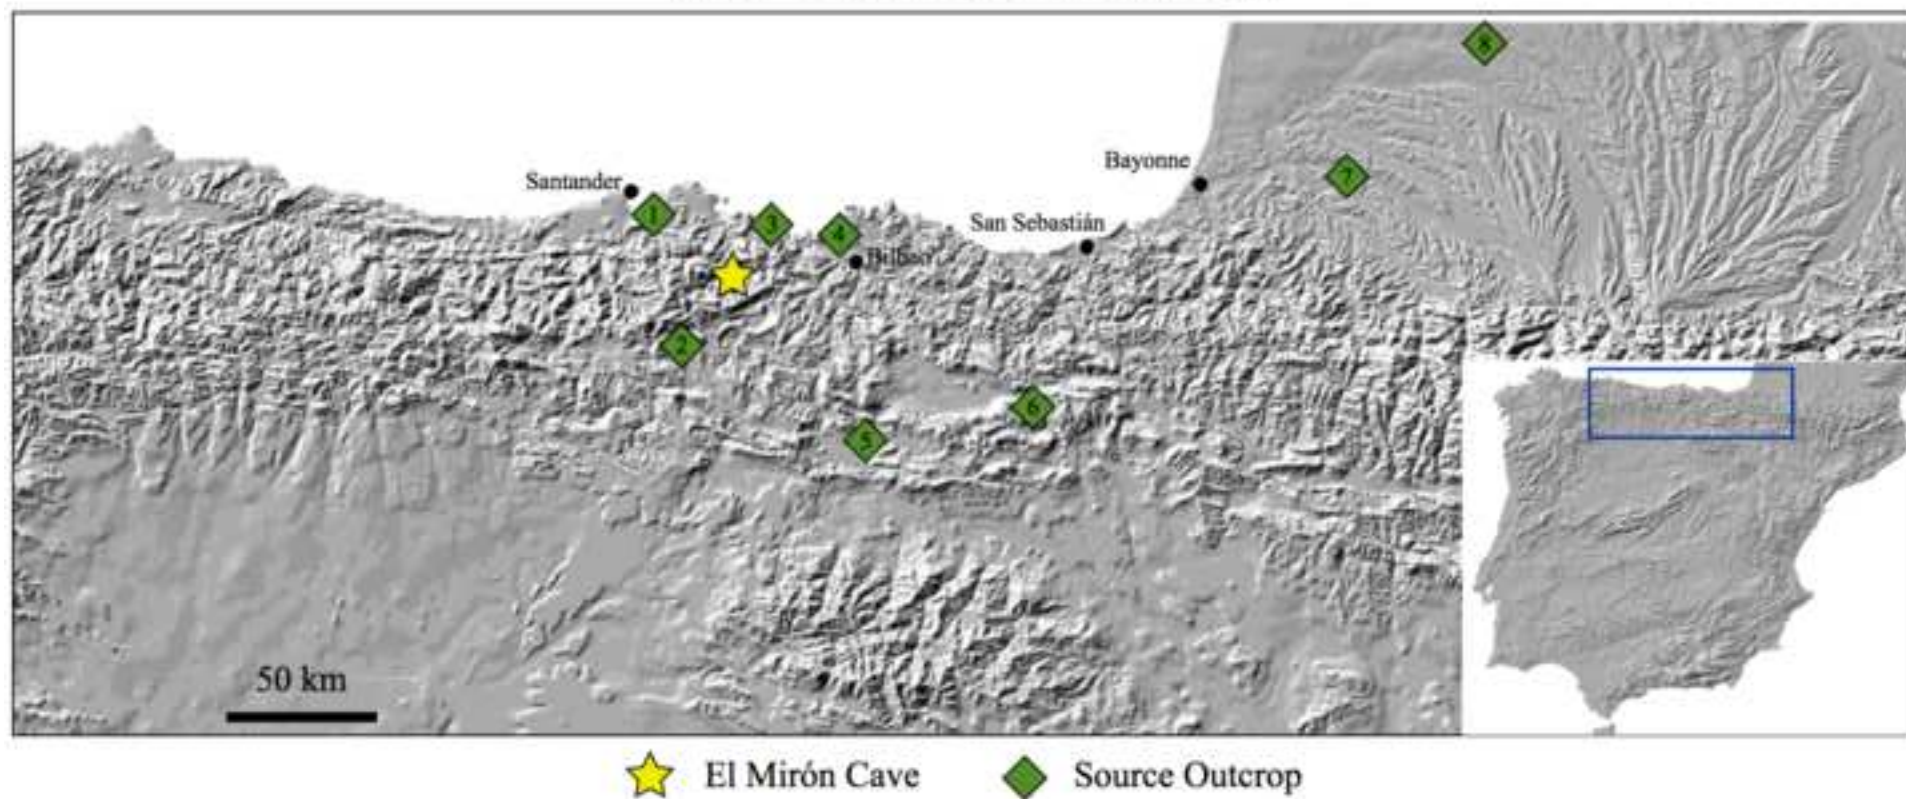 8
Bayonne
7
Santander
1
San Sebastián
3
4
Bilbao
2
6
5
50 km
El Mirón Cave
Source Outcrop